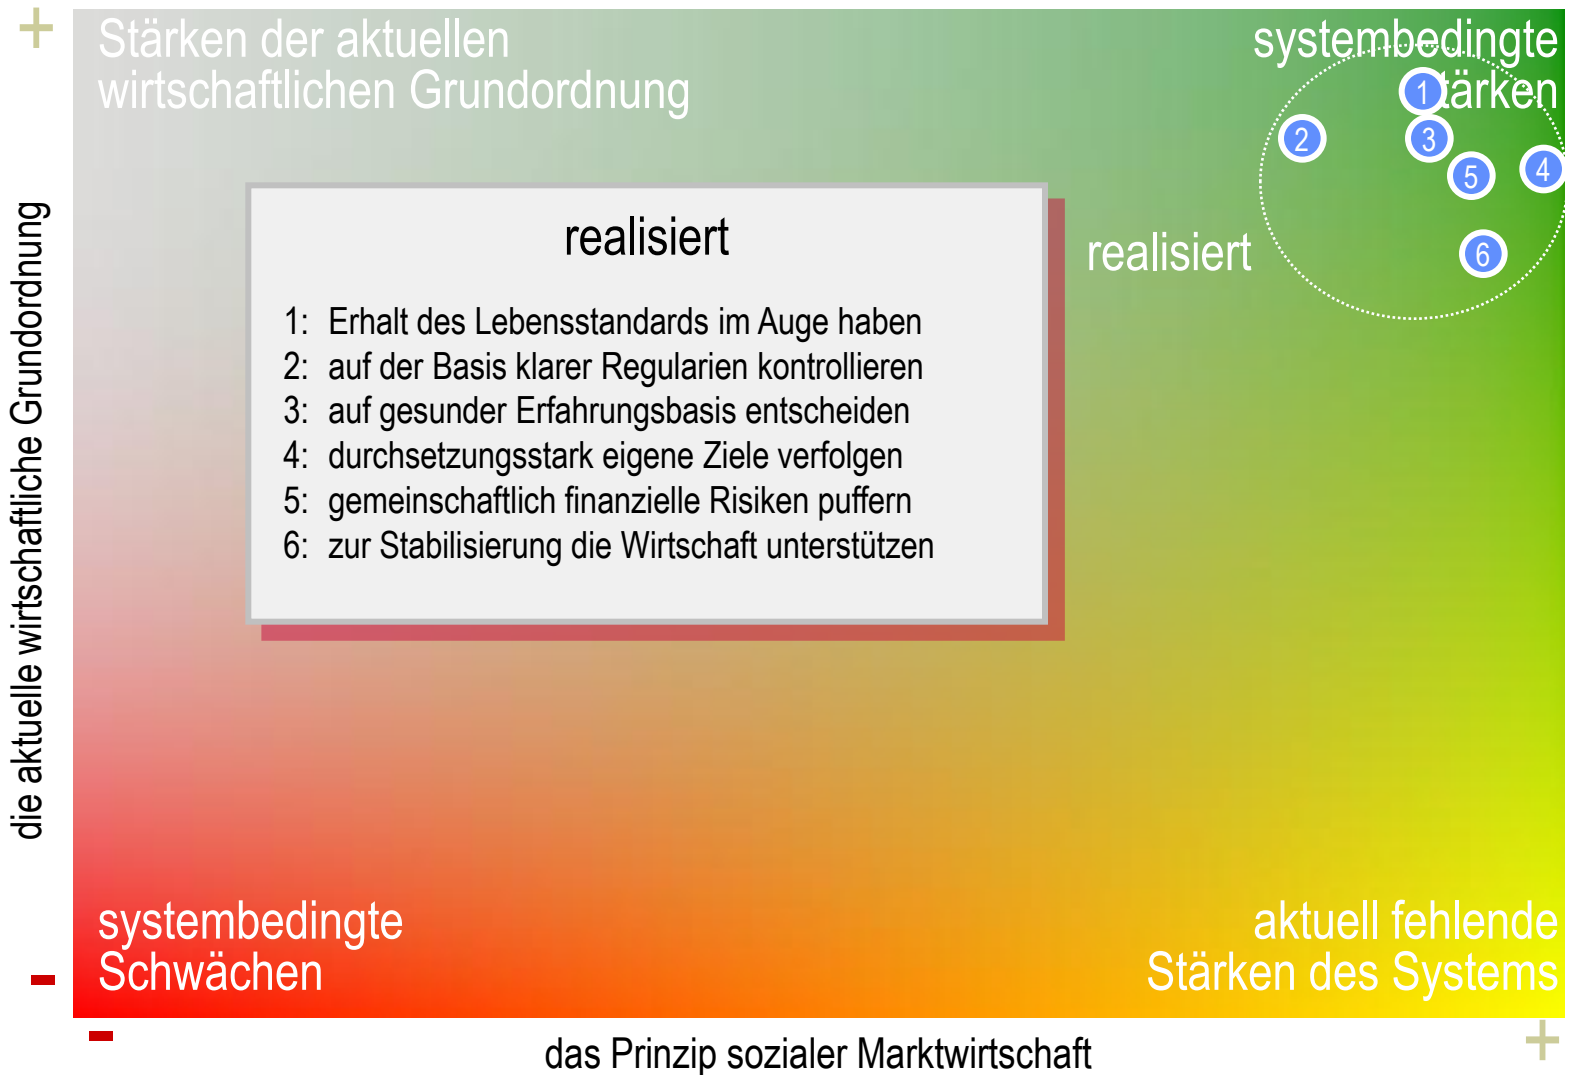 +
Stärken der aktuellen
wirtschaftlichen Grundordnung
systembedingte
tärken
1
2
3
4
5
6
realisiert
realisiert
1: Erhalt des Lebensstandards im Auge haben
2: auf der Basis klarer Regularien kontrollieren
3: auf gesunder Erfahrungsbasis entscheiden
4: durchsetzungsstark eigene Ziele verfolgen
5: gemeinschaftlich finanzielle Risiken puffern
6: zur Stabilisierung die Wirtschaft unterstützen
die aktuelle wirtschaftliche Grundordnung
systembedingte
Schwächen
aktuell fehlende
Stärken des Systems
-
-
das Prinzip sozialer Marktwirtschaft
+